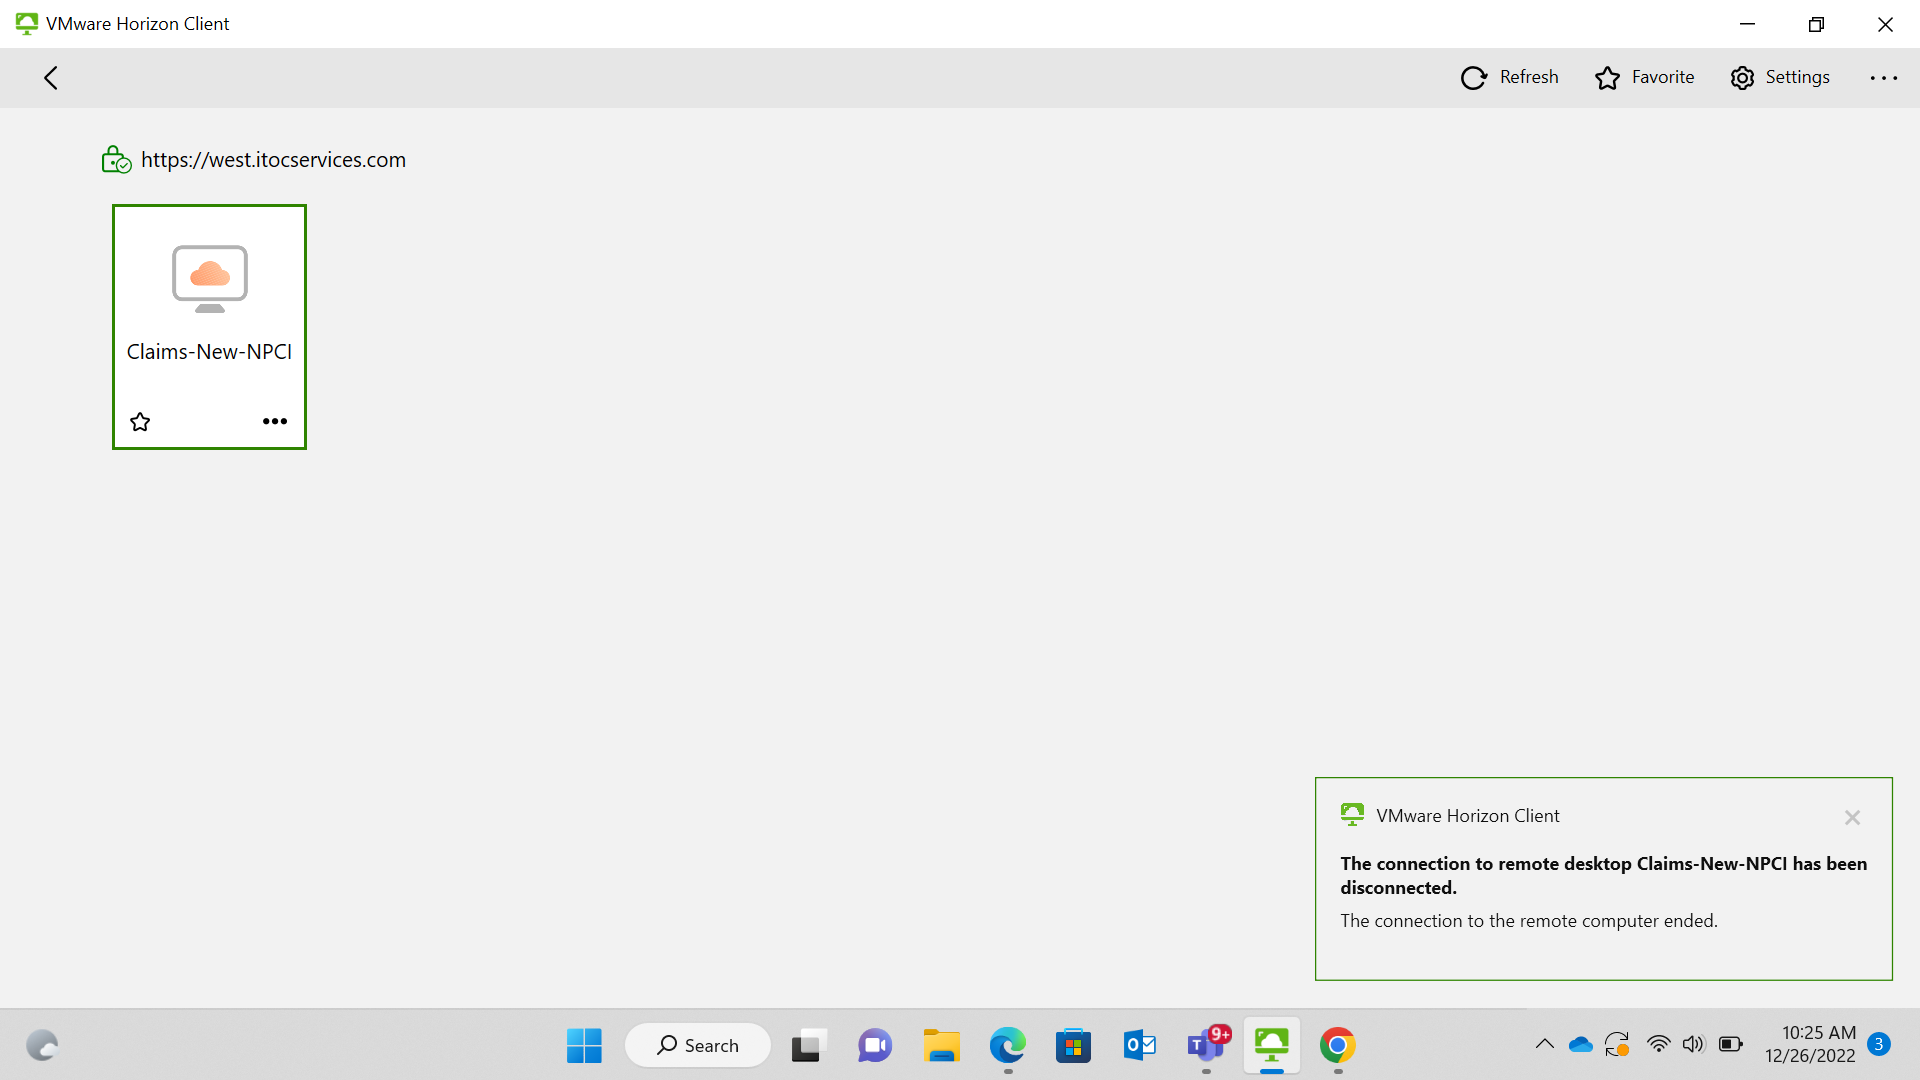 VMware Horizon Client
Refresh
Favorite
Settings
https://west.itocservices.com
Claims-New-NPCI
VMware Horizon Client
The connection to remote desktop Claims-New-NPCI has been
disconnected.
The connection to the remote computer ended.
Search
9+
10:25 AM
12/26/2022
3